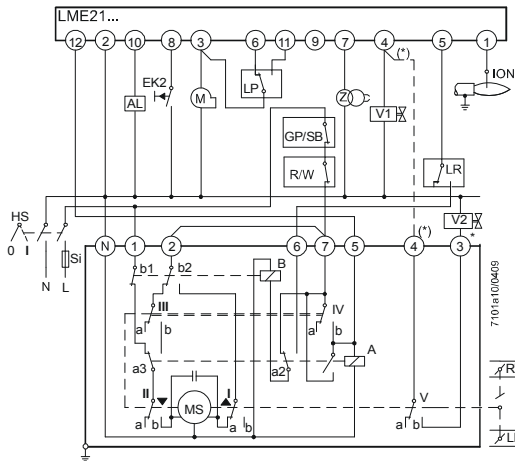 LME21...
12 2 10 8 3 6 11 9 7 4 (*) 5 1
ION
EK2
AL M LP Z V1
GP/SB
R/W
LR
HS
0 I
Si
V2
N L
N 1 2 6 7 5 4 (*) 3 *
b1 b2 B
III IV
a b a b
A
a3 a2
II I V
MS
a b a b a b
R
LR
7101a10/0409